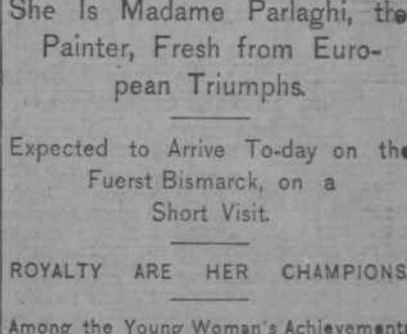 She Is Madame Parlaghi, the
Painter, Fresh from Euro-
pean Triumphs.
Expected to Arrive To-day on the
Fuerst Bismarck, on a
Short Visit.
ROYALTY ARE HER CHAMPIONS.
Among the Young Woman's Achievements